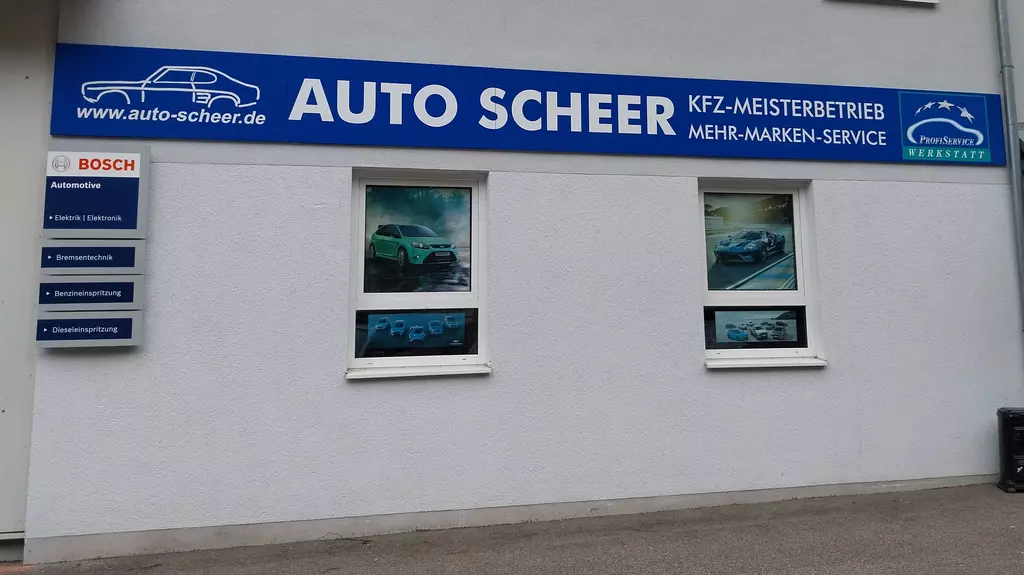 www.auto-scheer.de
AUTO SCHEER
KFZ-MEISTERBETRIEB
MEHR-MARKEN-SERVICE
PROFISERVICE
WERKSTATT
BOSCH
Automotive
Elektrik | Elektronik
Bremsentechnik
Benzineinspritzung
Dieseleinspritzung